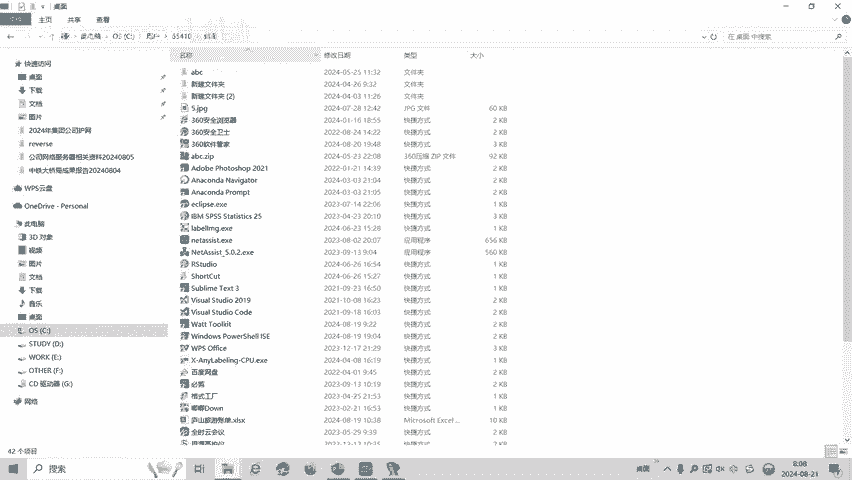 桌面
主页 共享 查看
OS (C:)
在 桌面 中搜索
名称 修改日期 类型 大小
快速访问
桌面
下载
文档
图片
2024年集团公司护网
reverse
公司网络服务器相关资料20240805
中铁大桥局成果报告20240804
WPS云盘
OneDrive - Personal
此电脑
3D 对象
视频
图片
文档
下载
音乐
桌面
OS (C:)
STUDY (D:)
WORK (E:)
OTHER (F:)
CD 驱动器 (G:)
网络
abc 2024-05-25 11:32 文件夹
新建文件夹 2024-04-26 9:32 文件夹
新建文件夹 (2) 2024-04-03 11:26 文件夹
5.jpg 2024-07-28 12:42 JPG 文件 60 KB
360安全浏览器 2024-01-16 18:55 快捷方式 2 KB
360安全卫士 2022-08-24 14:22 快捷方式 2 KB
360软件管家 2024-08-20 19:48 快捷方式 3 KB
abc.zip 2024-05-23 22:08 360压缩 ZIP 文件 92 KB
Adobe Photoshop 2021 2022-01-21 14:39 快捷方式 2 KB
Anaconda Navigator 2024-03-03 21:04 快捷方式 2 KB
Anaconda Prompt 2024-03-03 21:05 快捷方式 2 KB
eclipse.exe 2023-07-14 22:06 快捷方式 1 KB
IBM SPSS Statistics 25 2023-04-23 20:10 快捷方式 3 KB
labelImg.exe 2024-06-23 15:28 快捷方式 1 KB
netassist.exe 2023-08-02 20:07 应用程序 656 KB
NetAssist_5.0.2.exe 2023-09-13 9:04 应用程序 560 KB
RStudio 2024-06-26 16:54 快捷方式 1 KB
ShortCut 2024-06-26 15:27 快捷方式 1 KB
Sublime Text 3 2021-09-23 16:50 快捷方式 1 KB
Visual Studio 2019 2021-10-08 16:23 快捷方式 2 KB
Visual Studio Code 2021-09-18 16:03 快捷方式 2 KB
Watt Toolkit 2024-08-19 9:22 快捷方式 1 KB
Windows PowerShell ISE 2024-08-19 19:04 快捷方式 2 KB
WPS Office 2023-12-17 21:29 快捷方式 3 KB
X-AnyLabeling-CPU.exe 2024-04-08 16:19 快捷方式 1 KB
百度网盘 2022-04-01 9:45 快捷方式 2 KB
必剪 2023-09-13 10:19 快捷方式 2 KB
格式工厂 2023-04-25 21:53 快捷方式 1 KB
唧唧Down 2023-02-21 16:53 快捷方式 1 KB
庐山旅游账单.xlsx 2024-08-19 10:38 Microsoft Excel ... 10 KB
全时云会议 2023-05-29 9:39 快捷方式 2 KB
42 个项目
搜索
桌面
8:08
2024-08-21